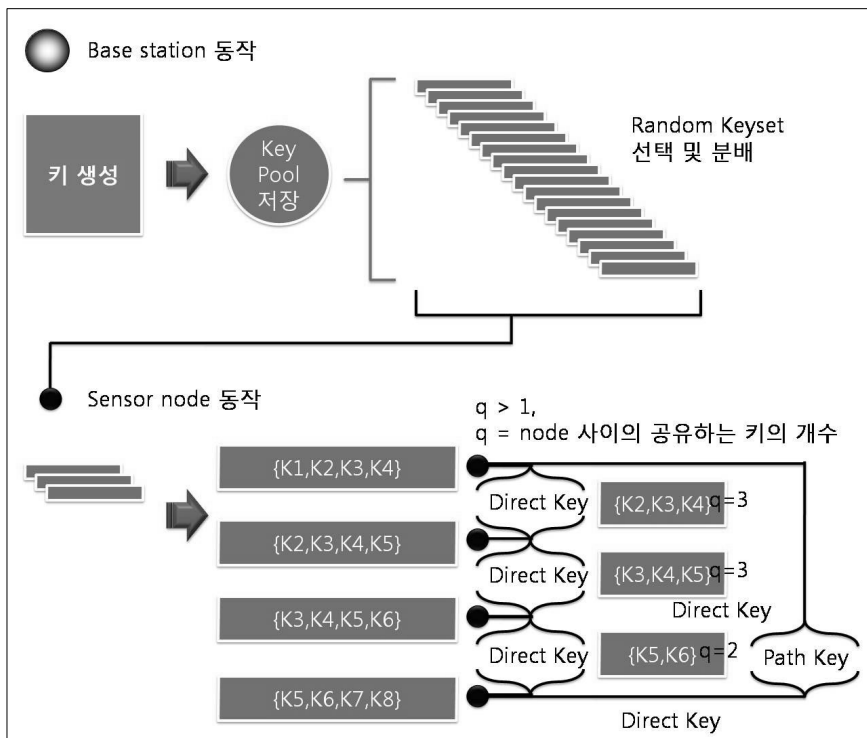 Base station 동작
키 생성
Key
Pool
저장
Random Keyset
선택 및 분배
Sensor node 동작
q > 1,
q = node 사이의 공유하는 키의 개수
{K1,K2,K3,K4}
Direct Key
{K2,K3,K4} q=3
{K2,K3,K4,K5}
Direct Key
{K3,K4,K5} q=3
Direct Key
{K3,K4,K5,K6}
Direct Key
{K5,K6} q=2
Path Key
{K5,K6,K7,K8}
Direct Key